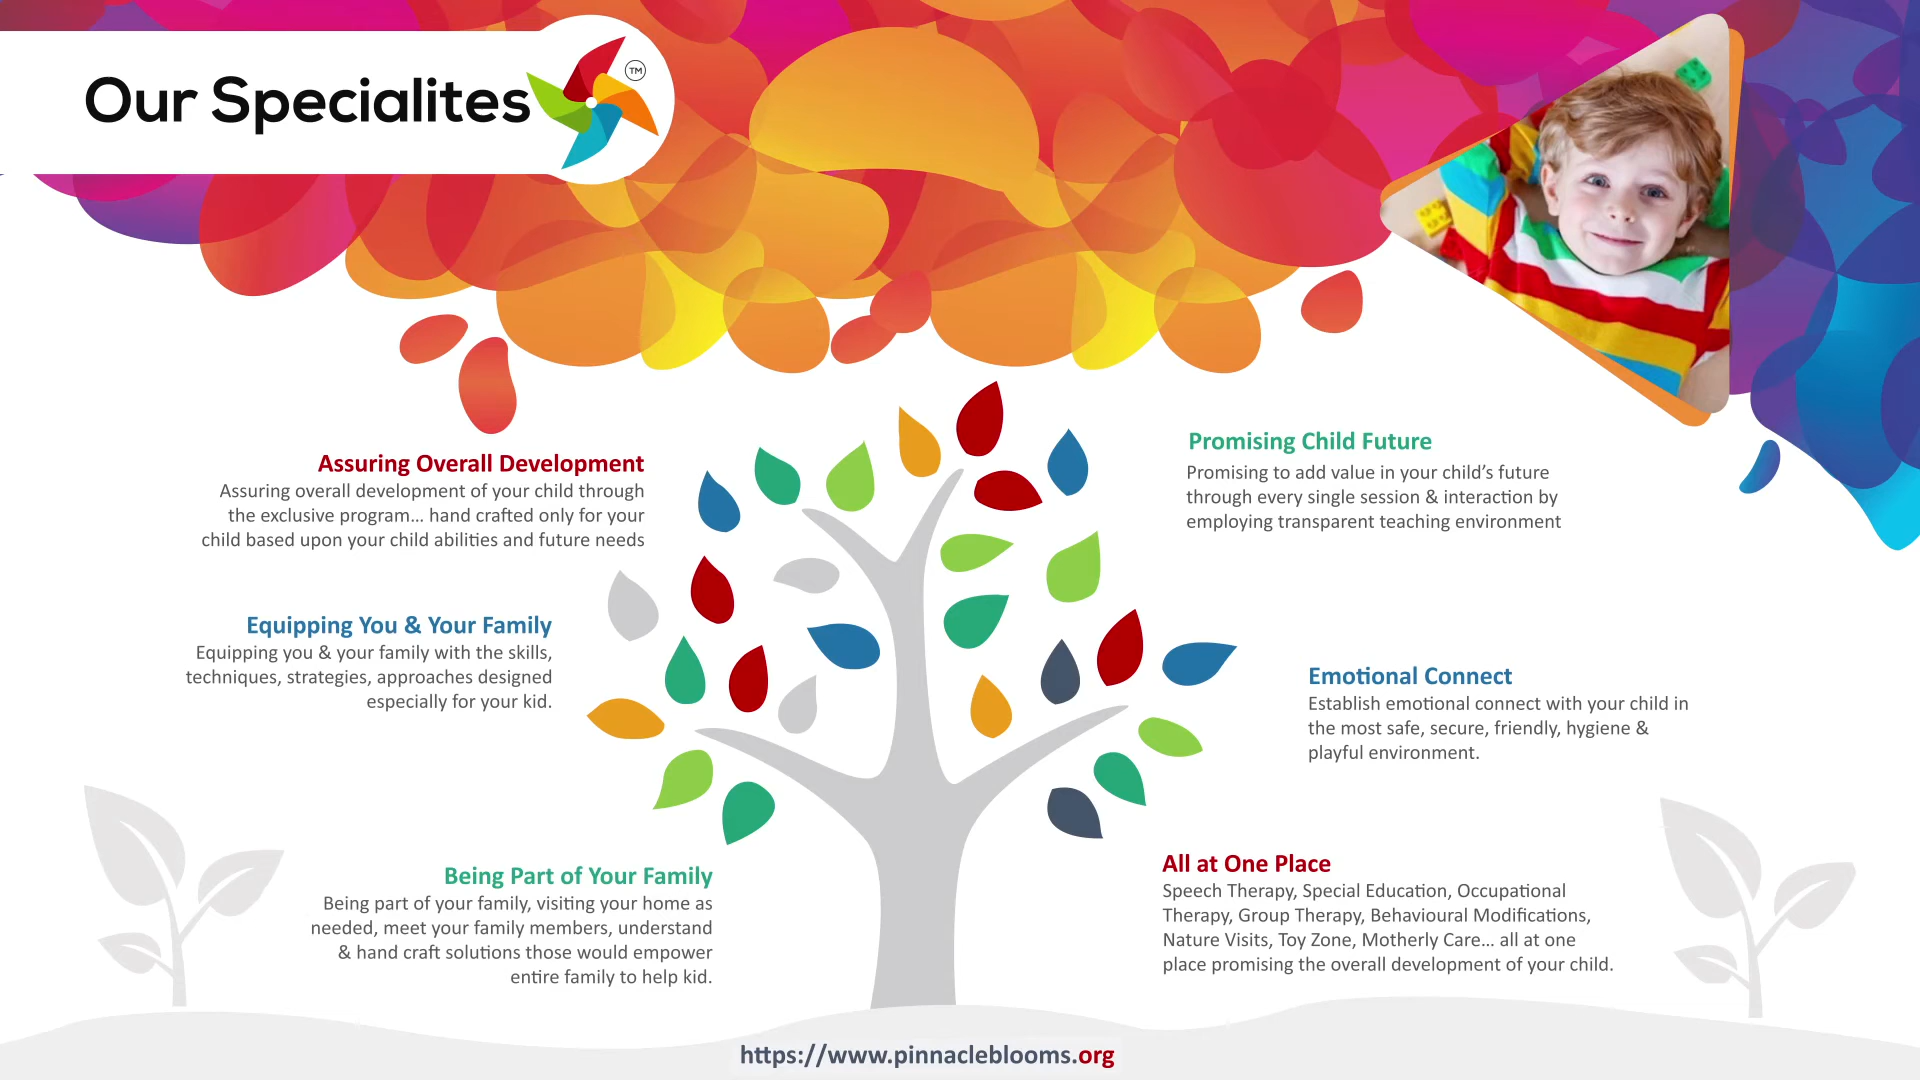 Our Specialites
TM
Assuring Overall Development
Assuring overall development of your child through
the exclusive program... hand crafted only for your
child based upon your child abilities and future needs
Equipping You & Your Family
Equipping you & your family with the skills,
techniques, strategies, approaches designed
especially for your kid.
Being Part of Your Family
Being part of your family, visiting your home as
needed, meet your family members, understand
& hand craft solutions those would empower
entire family to help kid.
Promising Child Future
Promising to add value in your child’s future
through every single session & interaction by
employing transparent teaching environment
Emotional Connect
Establish emotional connect with your child in
the most safe, secure, friendly, hygiene &
playful environment.
All at One Place
Speech Therapy, Special Education, Occupational
Therapy, Group Therapy, Behavioural Modifications,
Nature Visits, Toy Zone, Motherly Care... all at one
place promising the overall development of your child.
https://www.pinnacleblooms.org